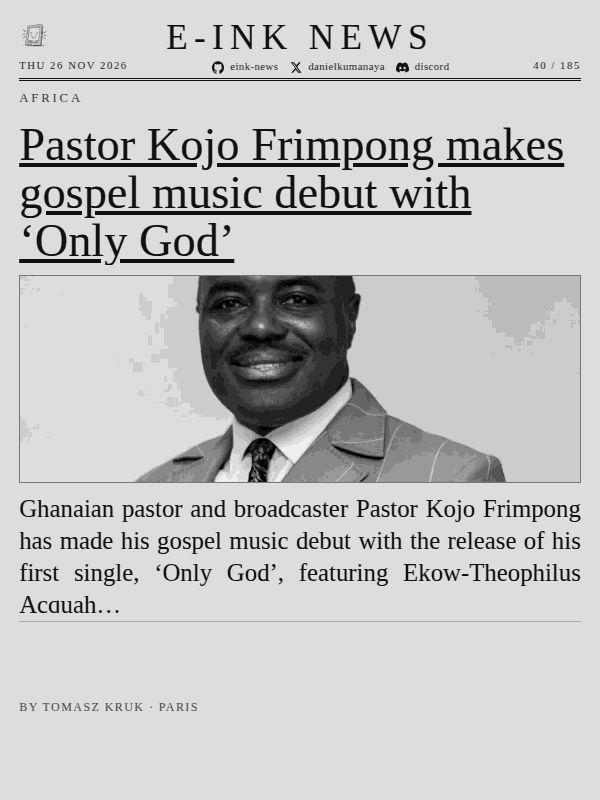 E-INK NEWS
THU 26 NOV 2026
eink-news danielkumanaya discord
40 / 185
AFRICA
Pastor Kojo Frimpong makes
gospel music debut with
‘Only God’
Ghanaian pastor and broadcaster Pastor Kojo Frimpong
has made his gospel music debut with the release of his
first single, ‘Only God’, featuring Ekow-Theophilus
Acquah…
BY TOMASZ KRUK · PARIS